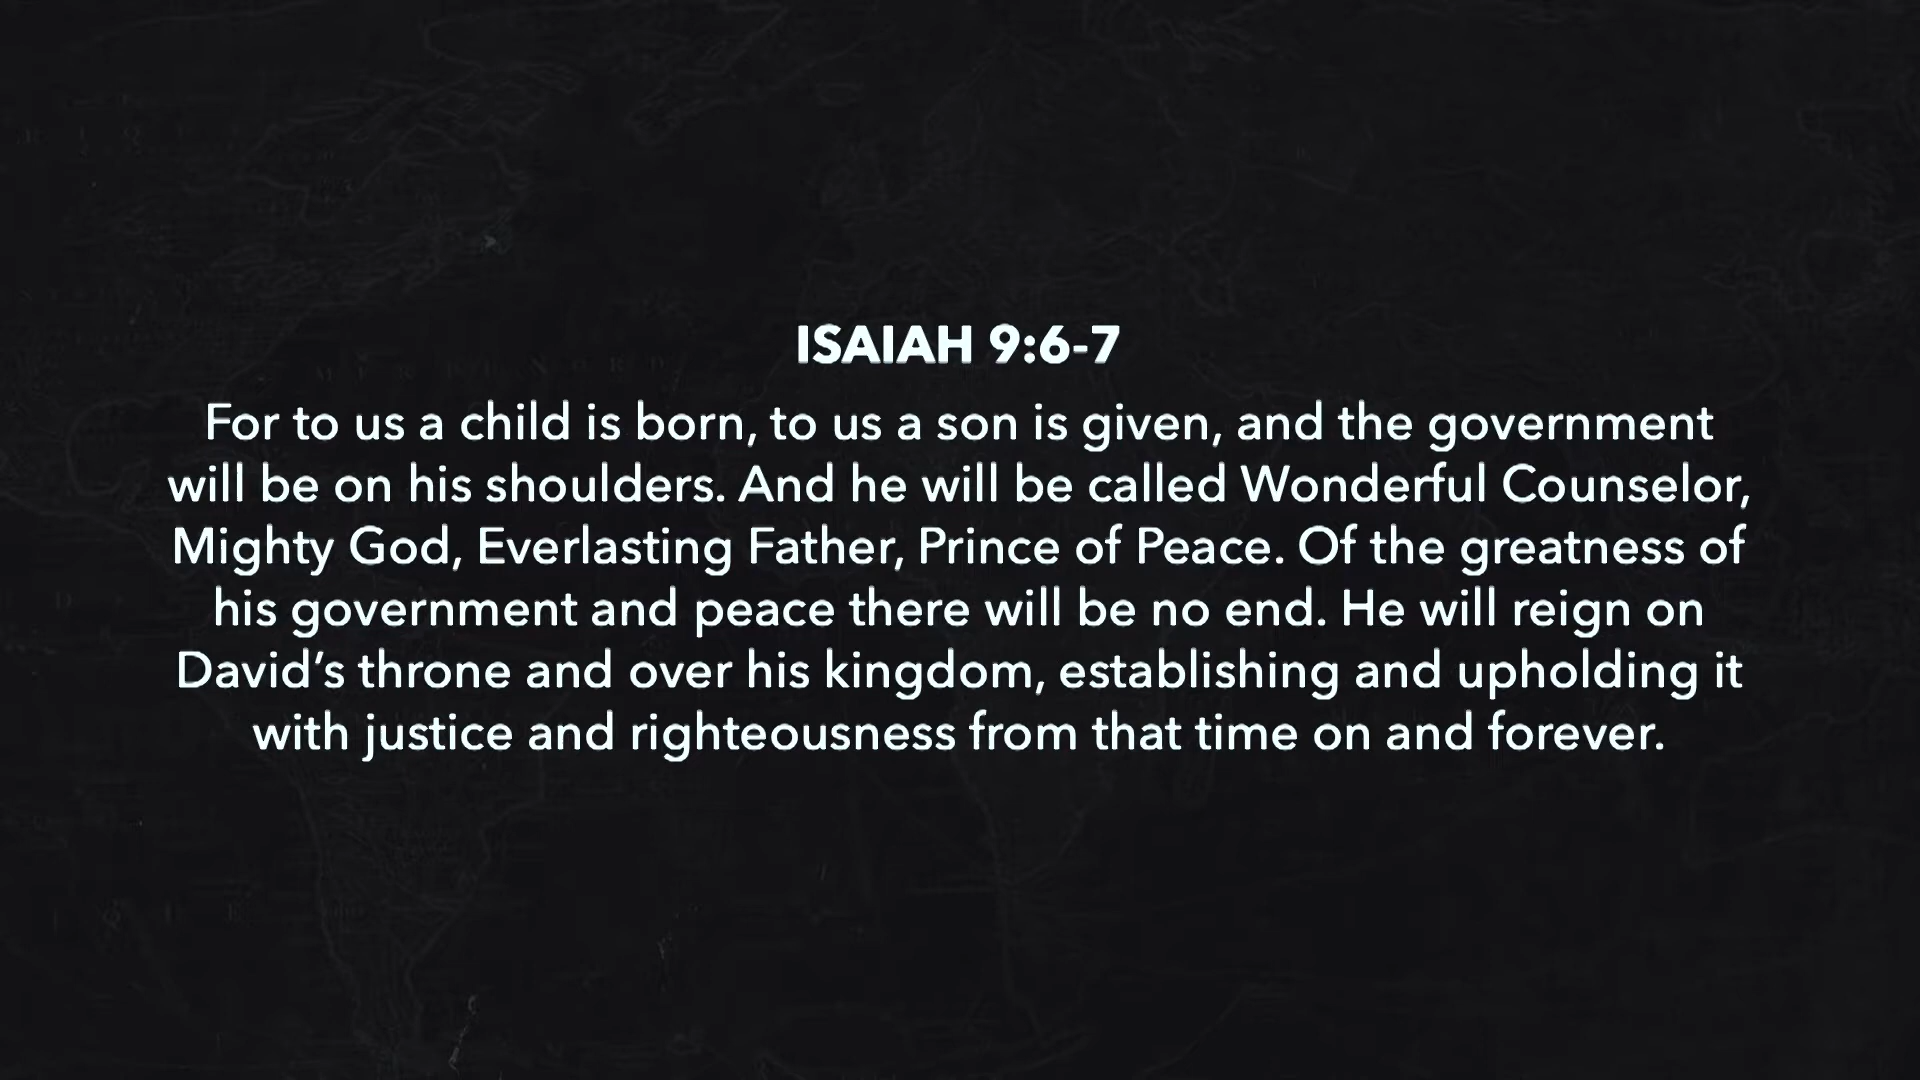 ISAIAH 9:6-7
For to us a child is born, to us a son is given, and the government
will be on his shoulders. And he will be called Wonderful Counselor,
Mighty God, Everlasting Father, Prince of Peace. Of the greatness of
his government and peace there will be no end. He will reign on
David’s throne and over his kingdom, establishing and upholding it
with justice and righteousness from that time on and forever.